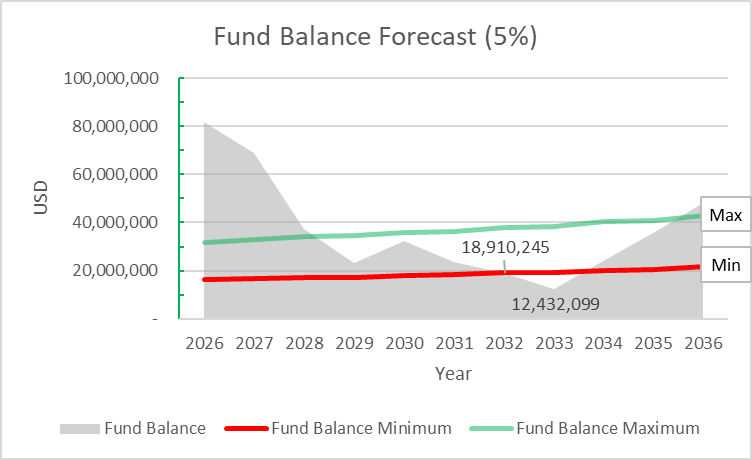 Fund Balance Forecast (5%)
100,000,000
80,000,000
60,000,000
40,000,000
20,000,000
-
USD
Max
Min
18,910,245
12,432,099
2026 2027 2028 2029 2030 2031 2032 2033 2034 2035 2036
Year
Fund Balance Fund Balance Minimum Fund Balance Maximum